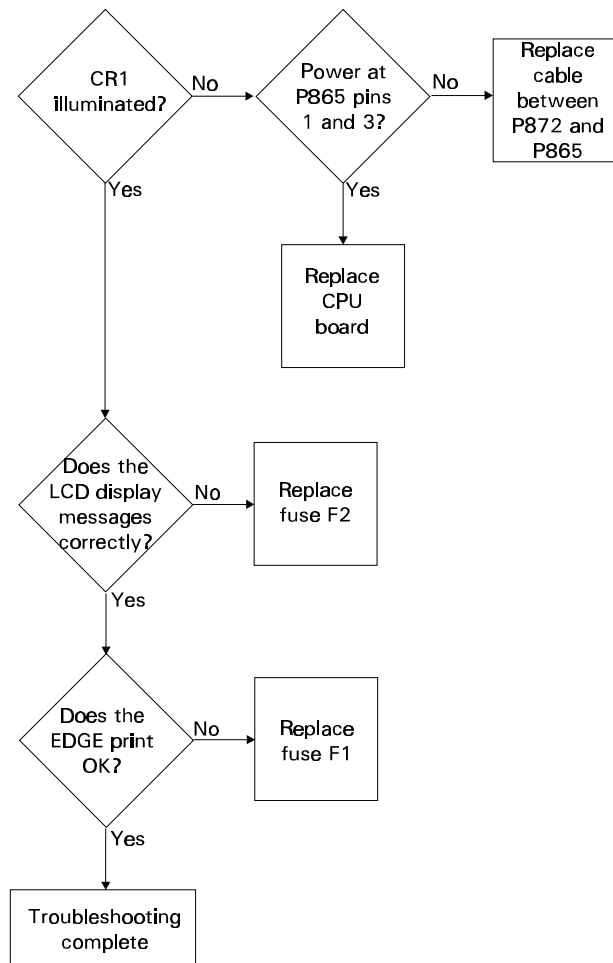 CR1
illuminated?
No
Power at
P865 pins
1 and 3?
No
Replace
cable
between
P872 and
P865
Yes
Yes
Replace
CPU
board
Does the
LCD display
messages
correctly?
No
Replace
fuse F2
Yes
Does the
EDGE print
OK?
No
Replace
fuse F1
Yes
Troubleshooting
complete